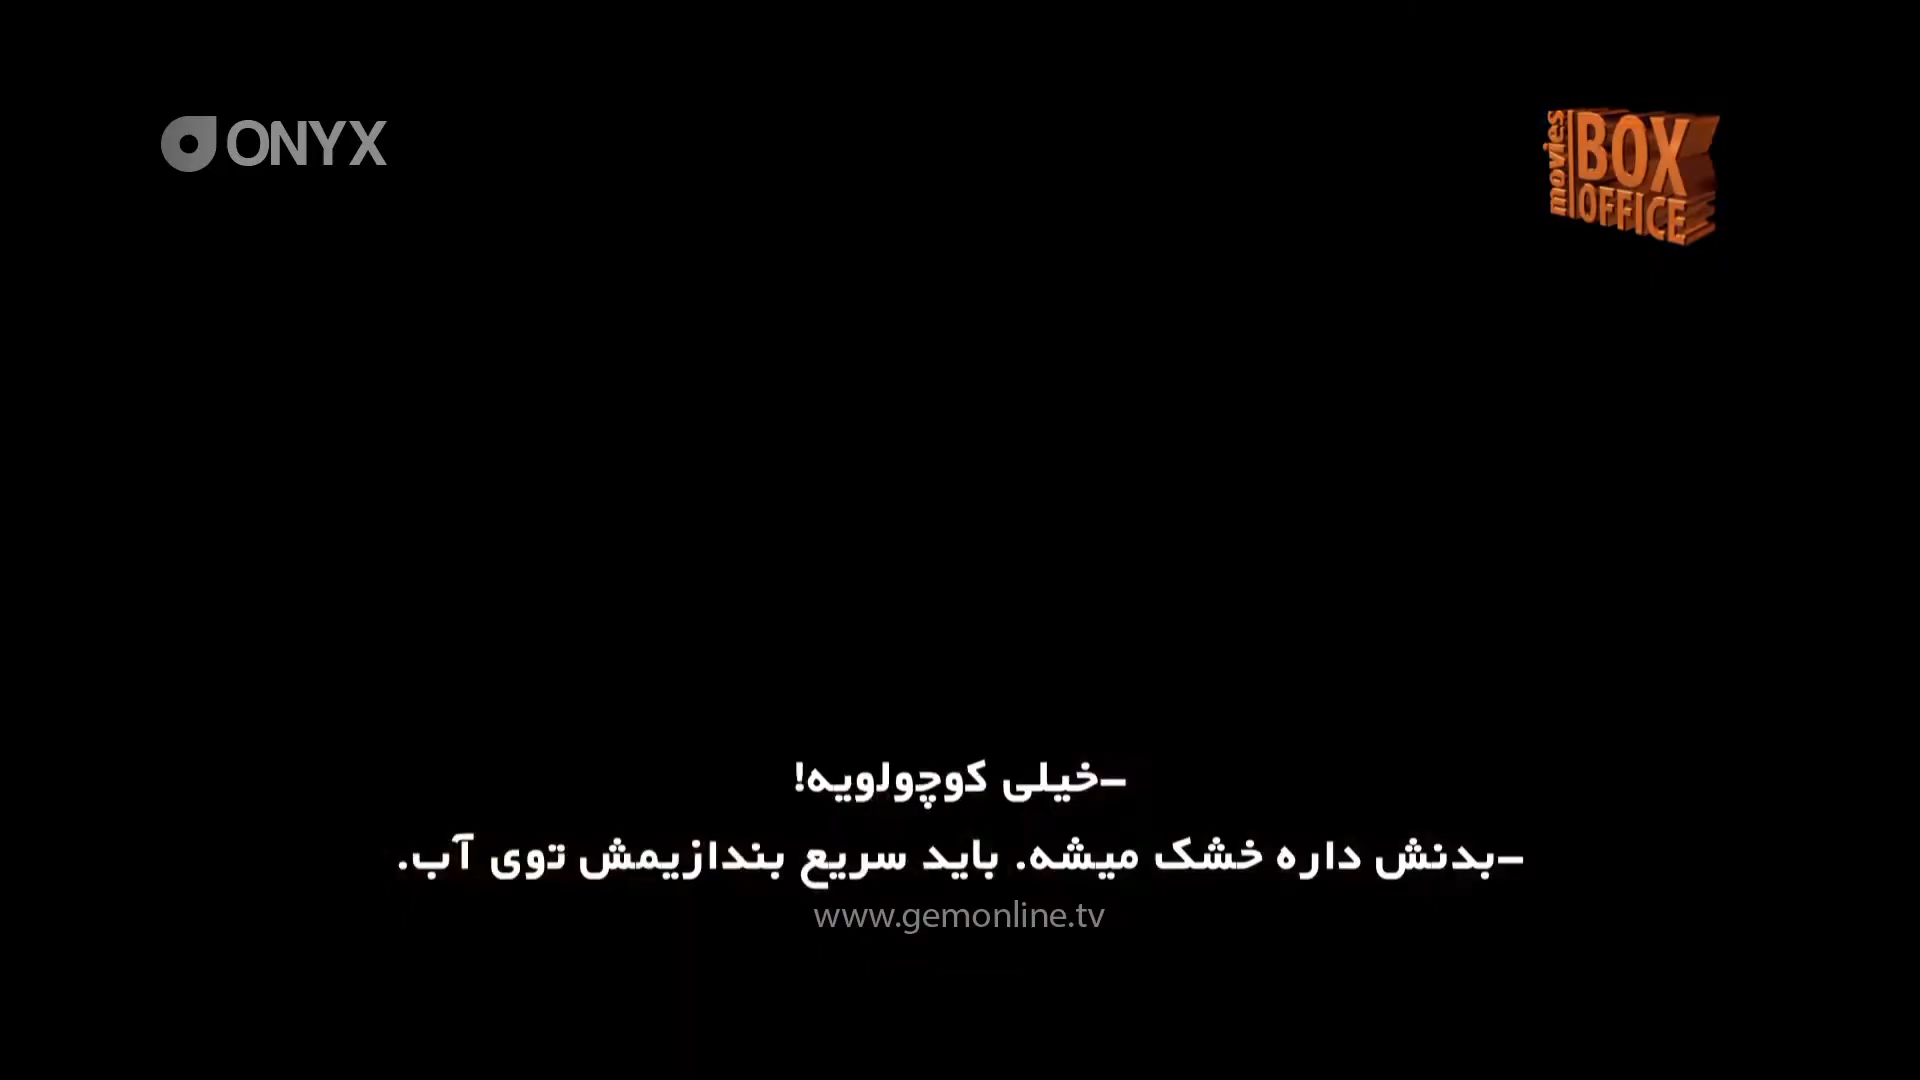 ONYX
movies BOX OFFICE
-خیلی کوچولویه!
-بدنش داره خشک میشه. باید سریع بندازیمش توی آب.
www.gemonline.tv